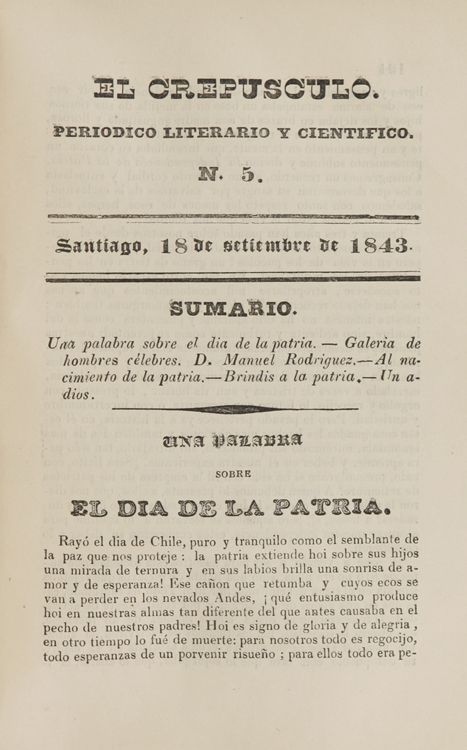 EL CREPUSCULO.
PERIODICO LITERARIO Y CIENTIFICO.
N. 5.
Santiago, 18 de setiembre de 1843.
SUMARIO.
Una palabra sobre el dia de la patria. — Galeria de
hombres célebres. D. Manuel Rodriguez.—Al na-
cimiento de la patria.—Brindis a la patria.—Un a-
dios.
UNA PALABRA
SOBRE
EL DIA DE LA PATRIA.
Rayó el dia de Chile, puro y tranquilo como el semblante de
la paz que nos proteje : la patria extiende hoi sobre sus hijos
una mirada de ternura y en sus labios brilla una sonrisa de a-
mor y de esperanza! Ese cañon que retumba y cuyos ecos se
van a perder en los nevados Andes, ¡ qué entusiasmo produce
hoi en nuestras almas tan diferente del que antes causaba en el
pecho de nuestros padres! Hoi es signo de gloria y de alegria ,
en otro tiempo lo fué de muerte: para nosotros todo es regocijo,
todo esperanzas de un porvenir risueño ; para ellos todo era pe-